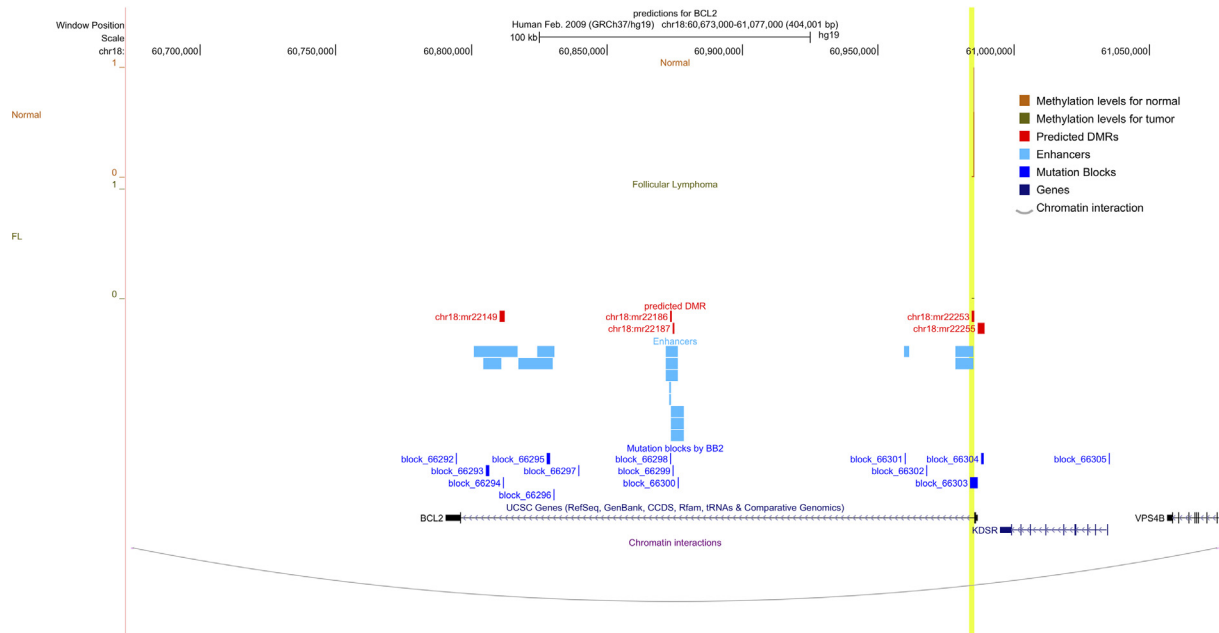 predictions for BCL2
Window Position Human Feb. 2009 (GRCh37/hg19) chr18:60,673,000-61,077,000 (404,001 bp)
Scale 100 kb hg19
chr18: 60,700,000 60,750,000 60,800,000 60,850,000 60,900,000 60,950,000 61,000,000 61,050,000
1 Normal
Methylation levels for normal
Normal Methylation levels for tumor
Predicted DMRs
Enhancers
0 Mutation Blocks
1 Follicular Lymphoma Genes
Chromatin interaction
FL
0
predicted DMR
chr18:mr22149 chr18:mr22186 chr18:mr22253
chr18:mr22187 chr18:mr22255
Enhancers
Mutation blocks by BB2
block_66292 block_66295 block_66298 block_66301 block_66304 block_66305
block_66293 block_66297 block_66299 block_66302
block_66294 block_66300 block_66303
block_66296
UCSC Genes (RefSeq, GenBank, CCDS, Rfam, tRNAs & Comparative Genomics)
BCL2 VPS4B
KDSR
Chromatin interactions